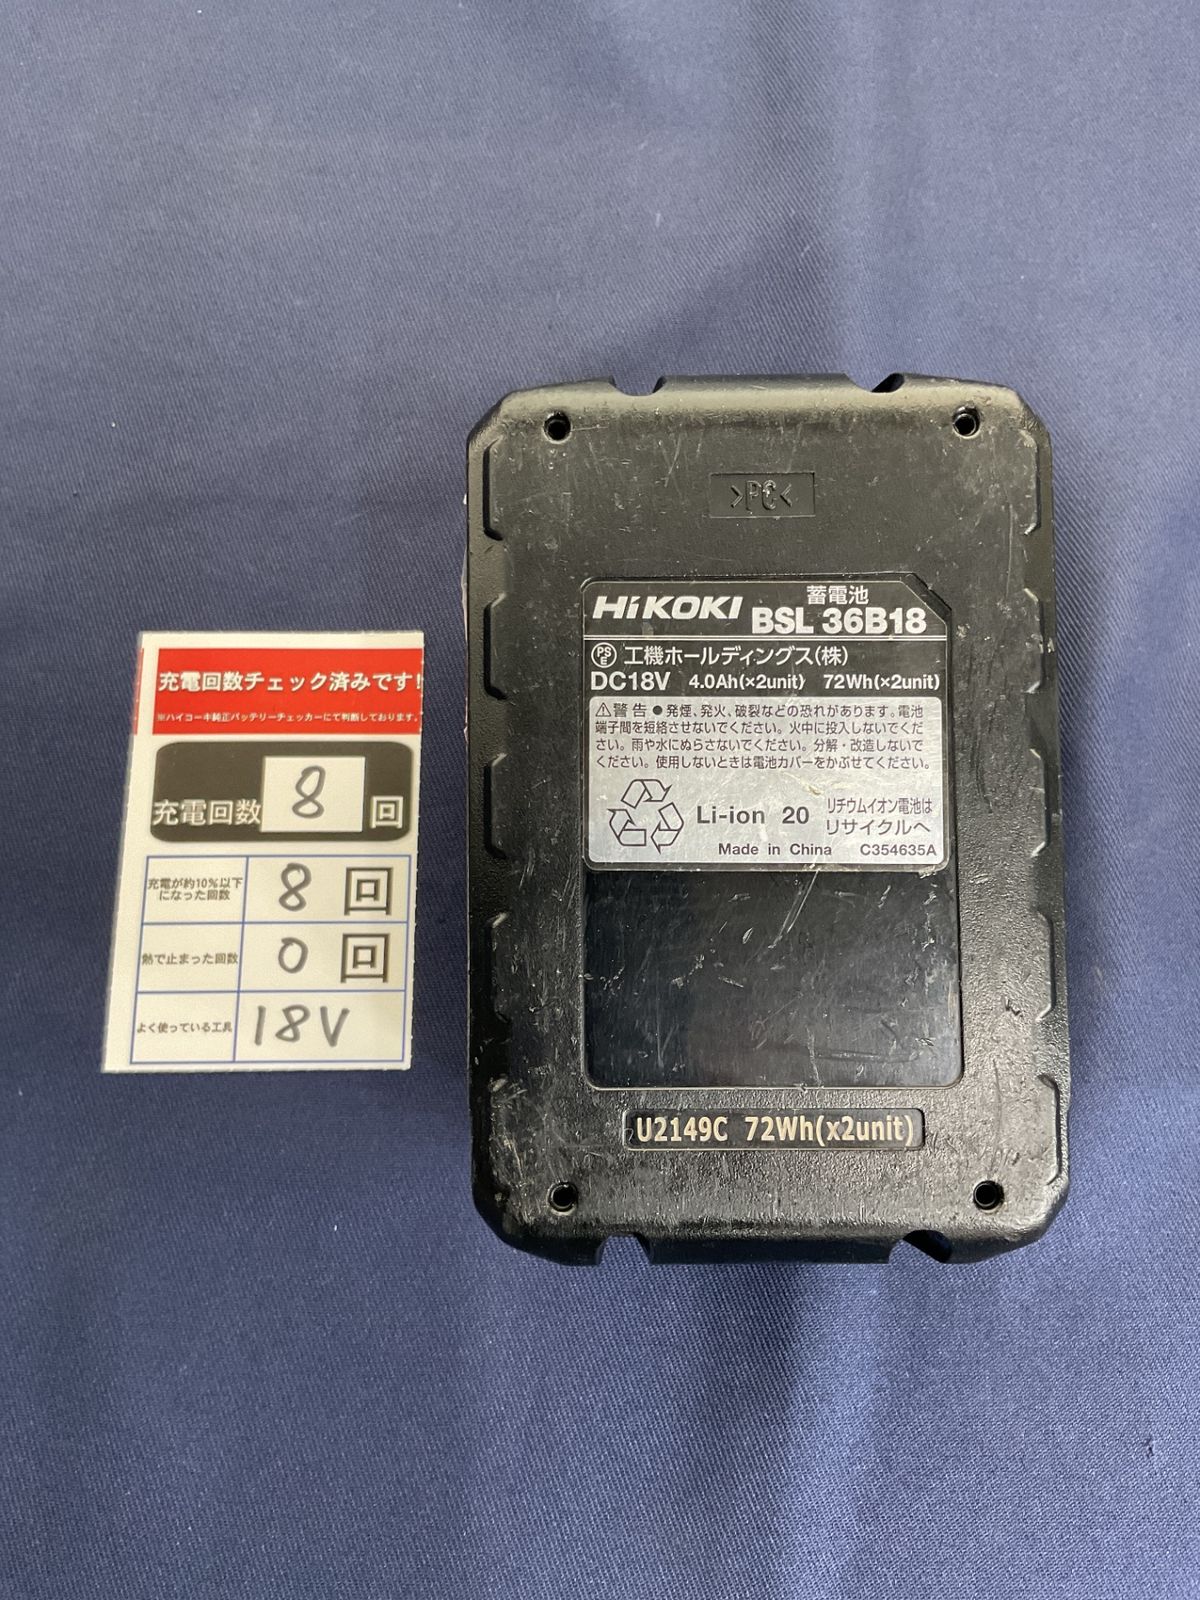 充電回数チェック済みです!
※ハイコーキ純正バッテリーチェッカーにて判断しております。
充電回数 8 回
充電が約10%以下
になった回数 8 回
熱で止まった回数 0 回
よく使っている工具 18V
>PC<
HiKOKI 蓄電池 BSL 36B18
PSE 工機ホールディングス(株)
DC18V 4.0Ah(×2unit) 72Wh(×2unit)
⚠警告 ●発煙、発火、破裂などの恐れがあります。電池
端子間を短絡させないでください。火中に投入しないでくだ
さい。雨や水にぬらさないでください。分解・改造しないで
ください。使用しないときは電池カバーをかぶせてください。
Li-ion 20 リチウムイオン電池は
リサイクルへ
Made in China C354635A
U2149C 72Wh(x2unit)